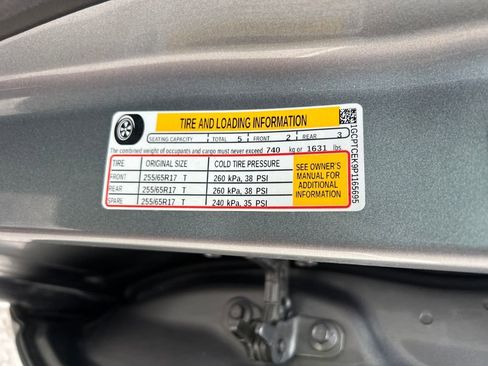 TIRE AND LOADING INFORMATION
SEATING CAPACITY TOTAL 5 FRONT 2 REAR 3
The combined weight of occupants and cargo must never exceed 740 kg or 1631 lbs.
TIRE ORIGINAL SIZE COLD TIRE PRESSURE
FRONT 255/65R17 T 260 kPa, 38 PSI
REAR 255/65R17 T 260 kPa, 38 PSI
SPARE 255/65R17 T 240 kPa, 35 PSI
SEE OWNER'S
MANUAL FOR
ADDITIONAL
INFORMATION
1GCPTCEK9P1165695